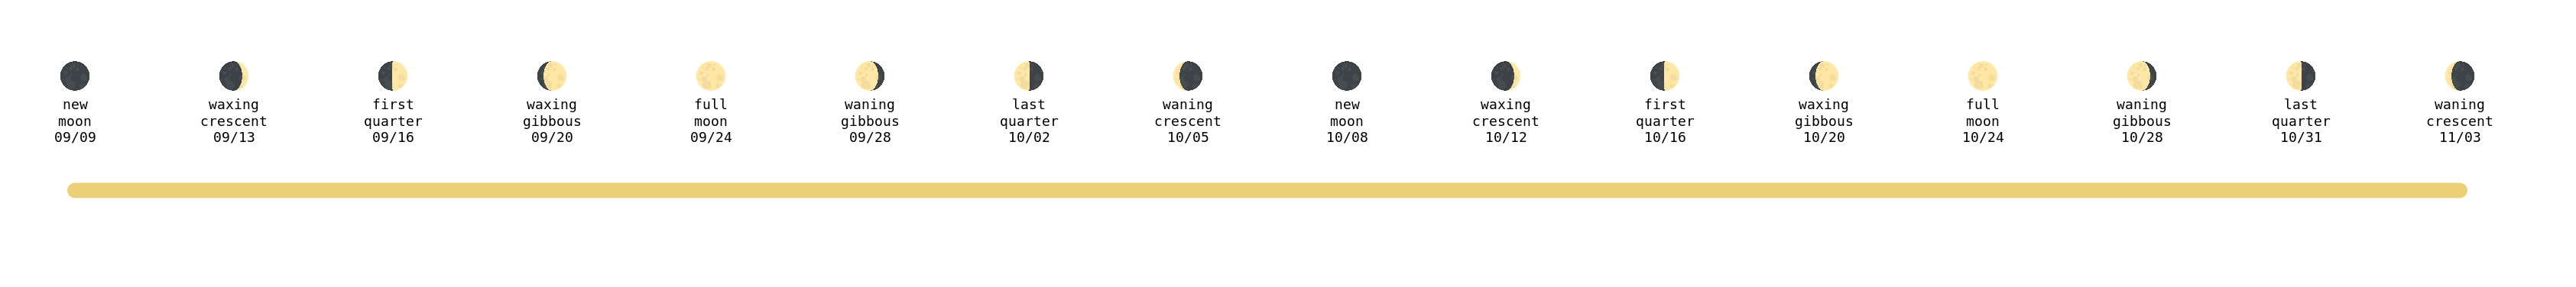 new
moon
09/09
waxing
crescent
09/13
first
quarter
09/16
waxing
gibbous
09/20
full
moon
09/24
waning
gibbous
09/28
last
quarter
10/02
waning
crescent
10/05
new
moon
10/08
waxing
crescent
10/12
first
quarter
10/16
waxing
gibbous
10/20
full
moon
10/24
waning
gibbous
10/28
last
quarter
10/31
waning
crescent
11/03